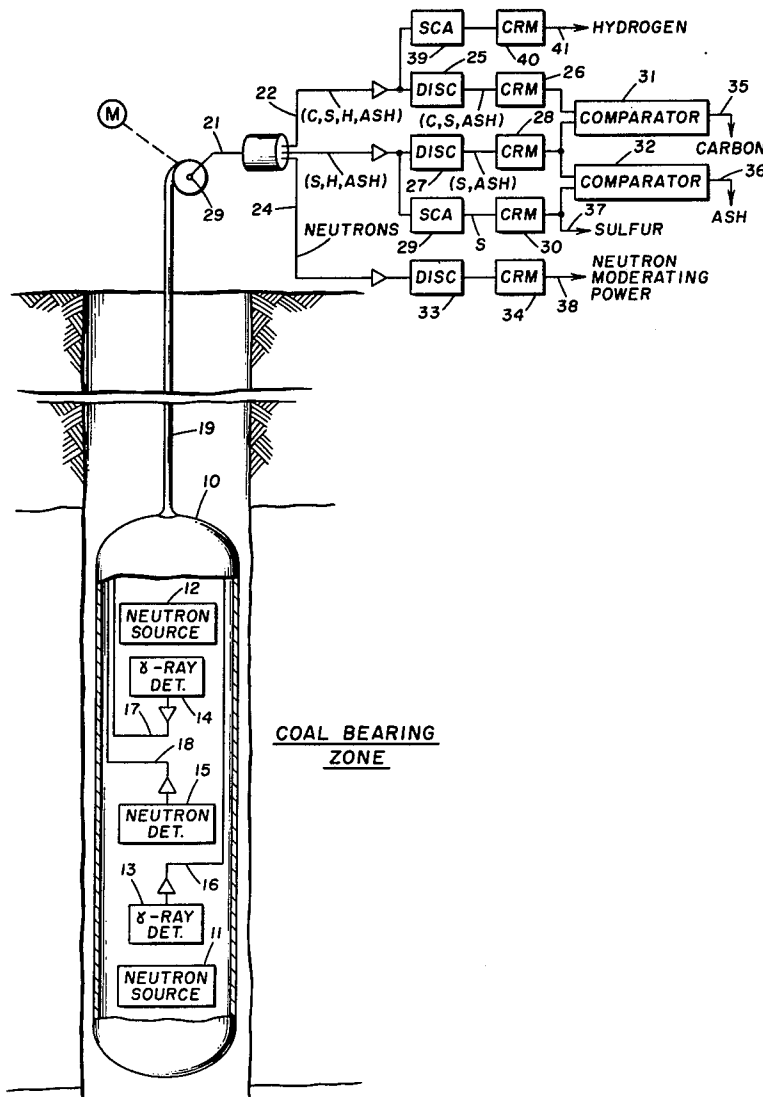 SCA
CRM
HYDROGEN
39
40
41
25
26
DISC
CRM
31
35
22
(C,S,H,ASH)
(C,S,ASH)
28
COMPARATOR
CARBON
M
21
DISC
CRM
32
36
(S,H,ASH)
27
(S,ASH)
COMPARATOR
ASH
29
24
SCA
CRM
37
SULFUR
NEUTRONS
29
S
30
DISC
CRM
NEUTRON
MODERATING
POWER
33
34
38
19
10
12
NEUTRON
SOURCE
ɣ-RAY
DET.
14
17
18
15
NEUTRON
DET.
COAL BEARING
ZONE
16
13
ɣ-RAY
DET.
11
NEUTRON
SOURCE